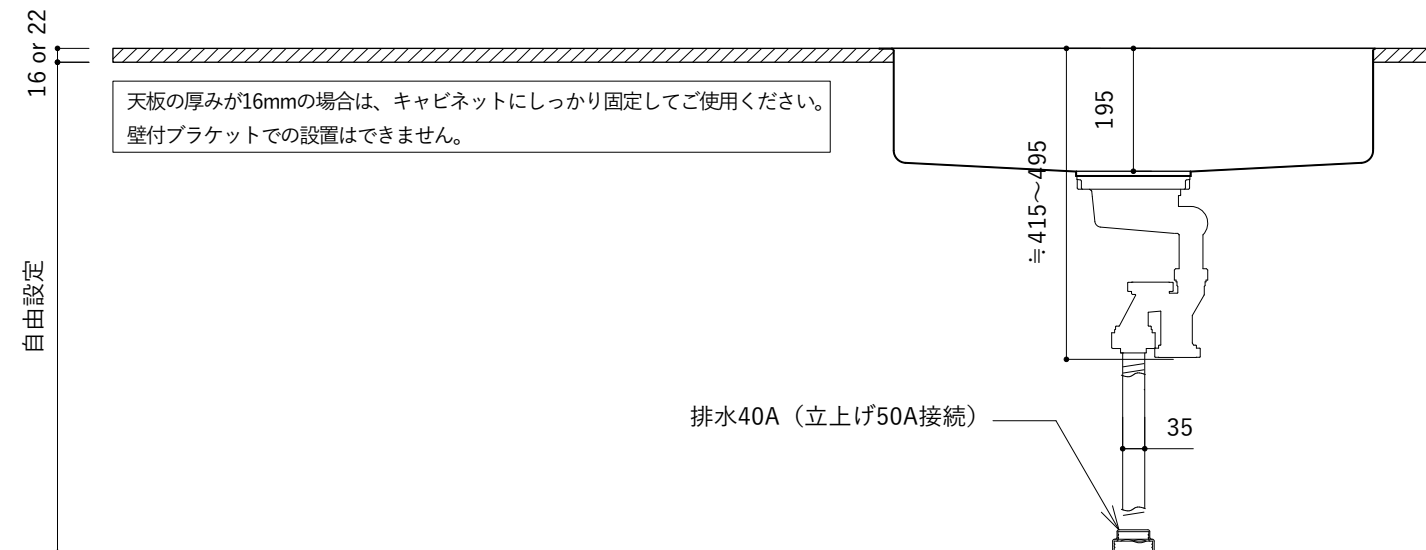 16 or 22
天板の厚みが16mmの場合は、キャビネットにしっかり固定してご使用ください。
壁付ブラケットでの設置はできません。
195
≒415～495
自由設定
排水40A（立上げ50A接続）
35